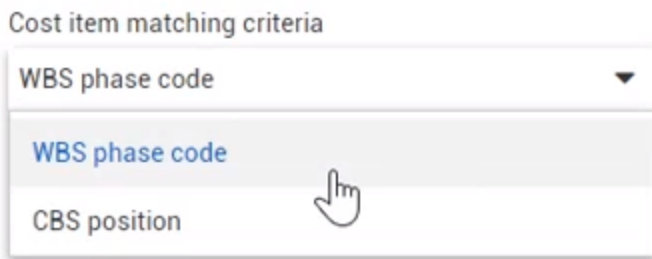 Cost item matching criteria
WBS phase code
WBS phase code
CBS position